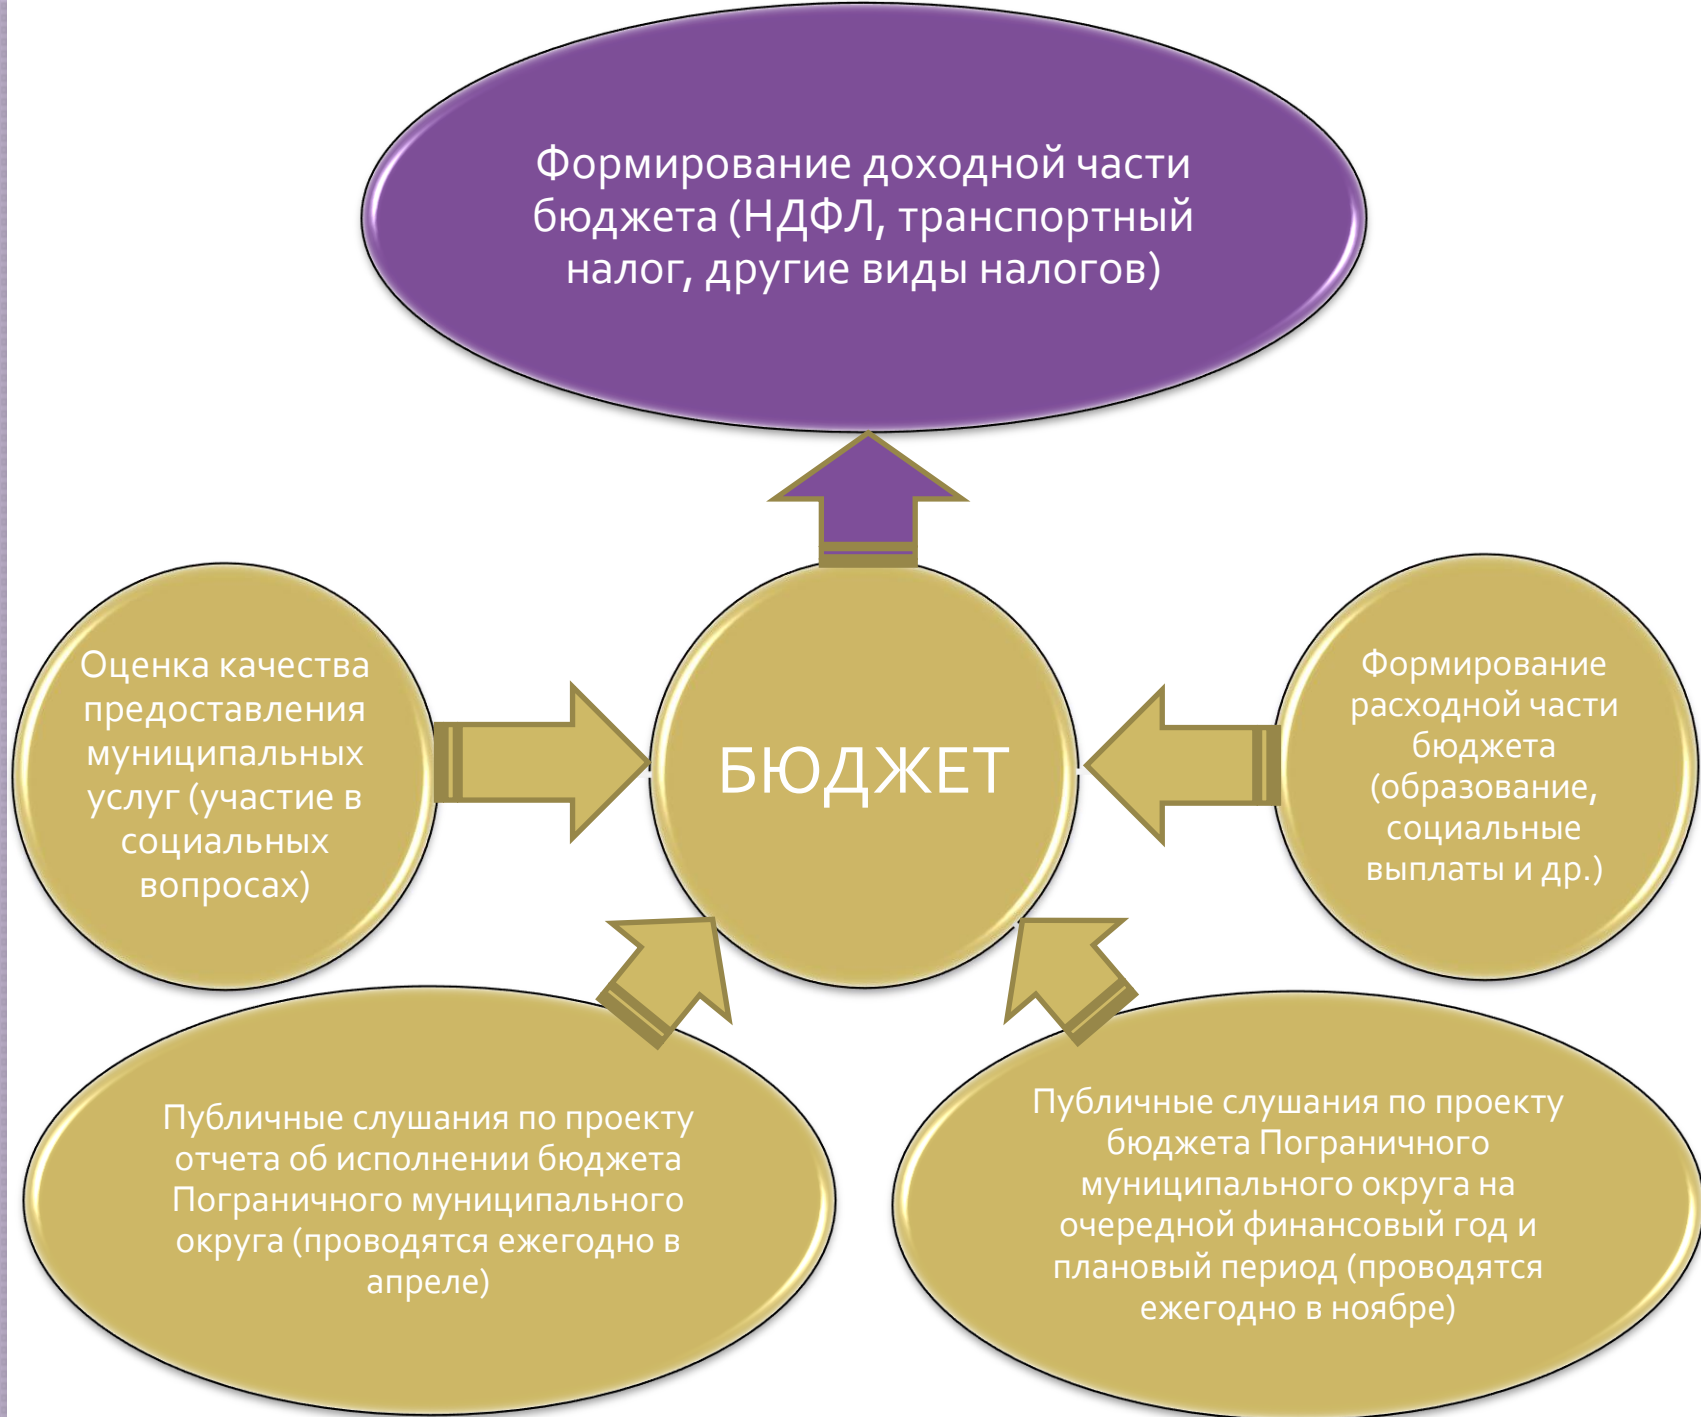 Формирование доходной части
бюджета (НДФЛ, транспортный
налог, другие виды налогов)
Оценка качества
предоставления
муниципальных
услуг (участие в
социальных
вопросах)
БЮДЖЕТ
Формирование
расходной части
бюджета
(образование,
социальные
выплаты и др.)
Публичные слушания по проекту
отчета об исполнении бюджета
Пограничного муниципального
округа (проводятся ежегодно в
апреле)
Публичные слушания по проекту
бюджета Пограничного
муниципального округа на
очередной финансовый год и
плановый период (проводятся
ежегодно в ноябре)